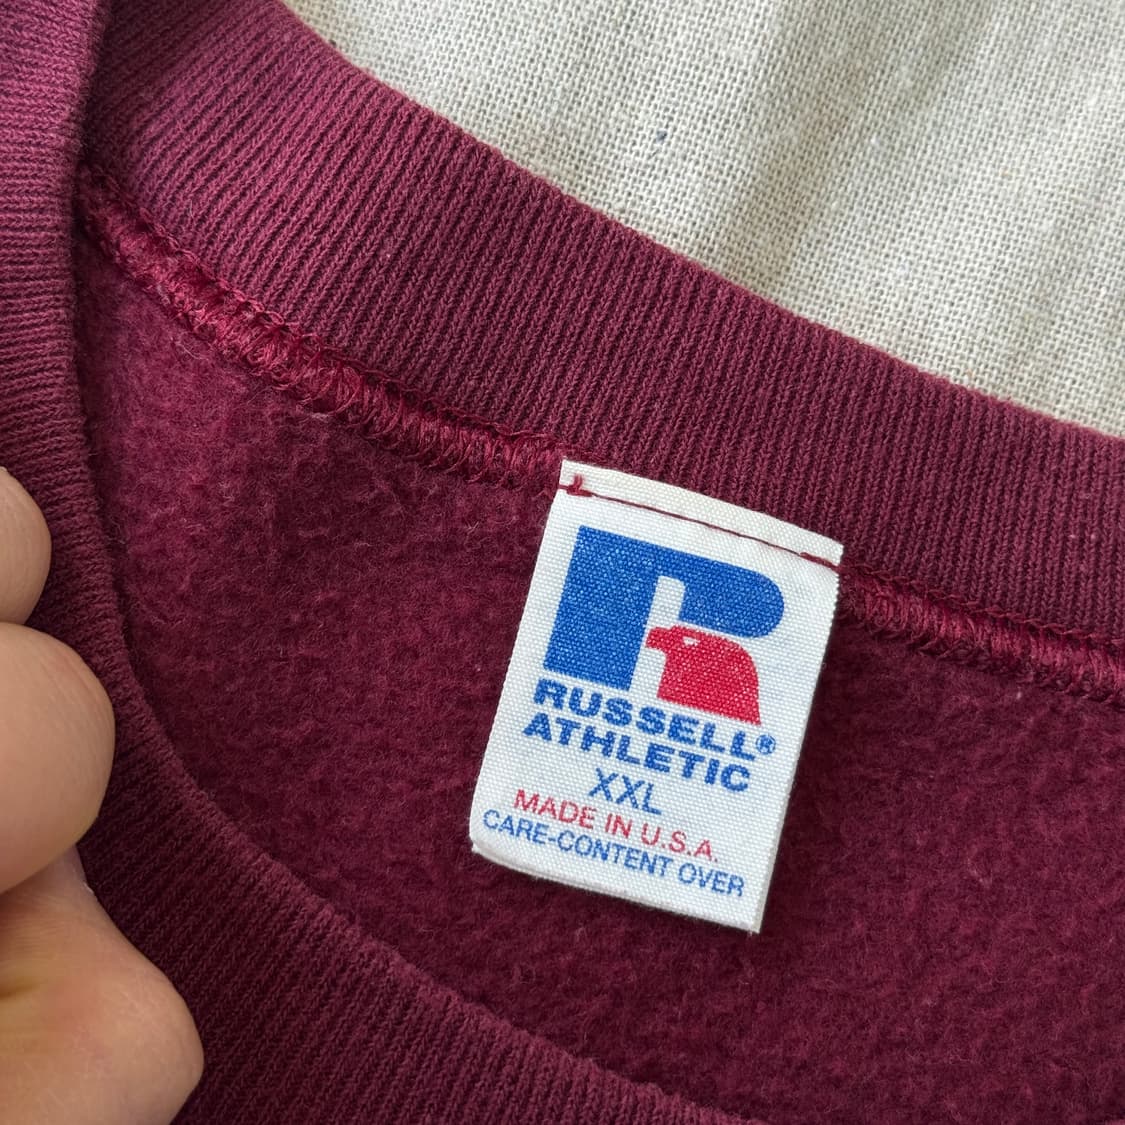 R
RUSSELL®
ATHLETIC
XXL
MADE IN U.S.A.
CARE-CONTENT OVER